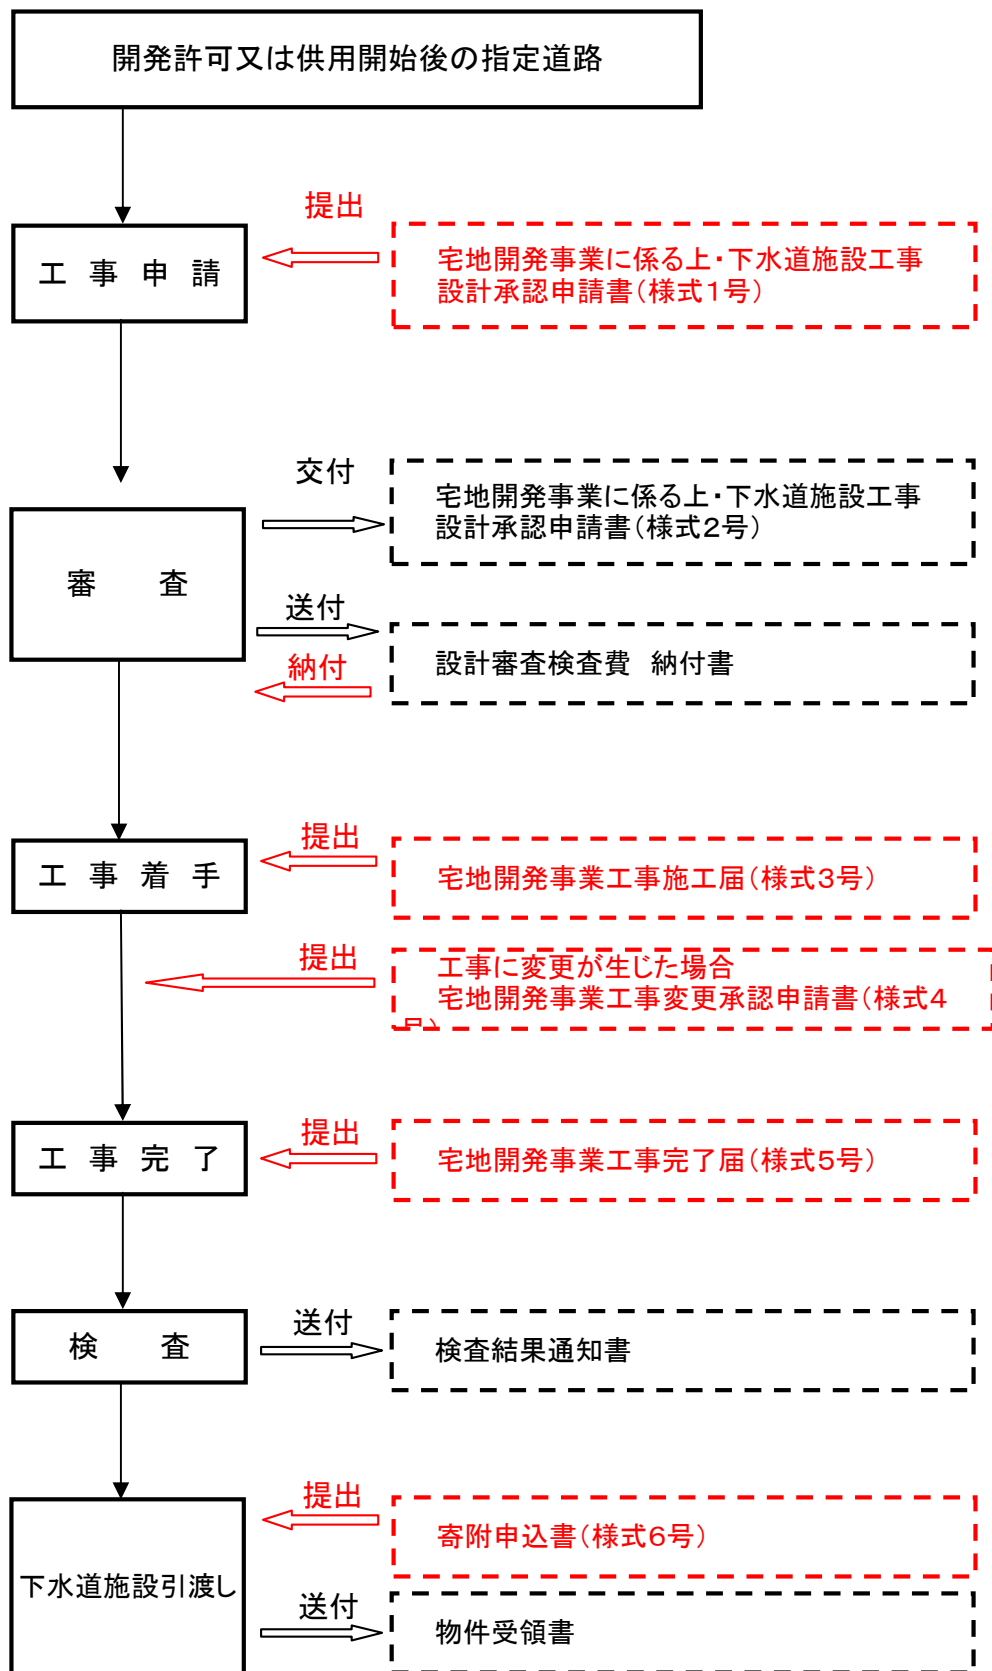 開発許可又は供用開始後の指定道路
提出
工 事 申 請
宅地開発事業に係る上・下水道施設工事
設計承認申請書(様式1号)
交付
宅地開発事業に係る上・下水道施設工事
設計承認申請書(様式2号)
審 査
送付
納付
設計審査検査費 納付書
提出
工 事 着 手
宅地開発事業工事施工届(様式3号)
提出
工事に変更が生じた場合
宅地開発事業工事変更承認申請書(様式4
号)
提出
工 事 完 了
宅地開発事業工事完了届(様式5号)
送付
検 査
検査結果通知書
提出
寄附申込書(様式6号)
下水道施設引渡し
送付
物件受領書